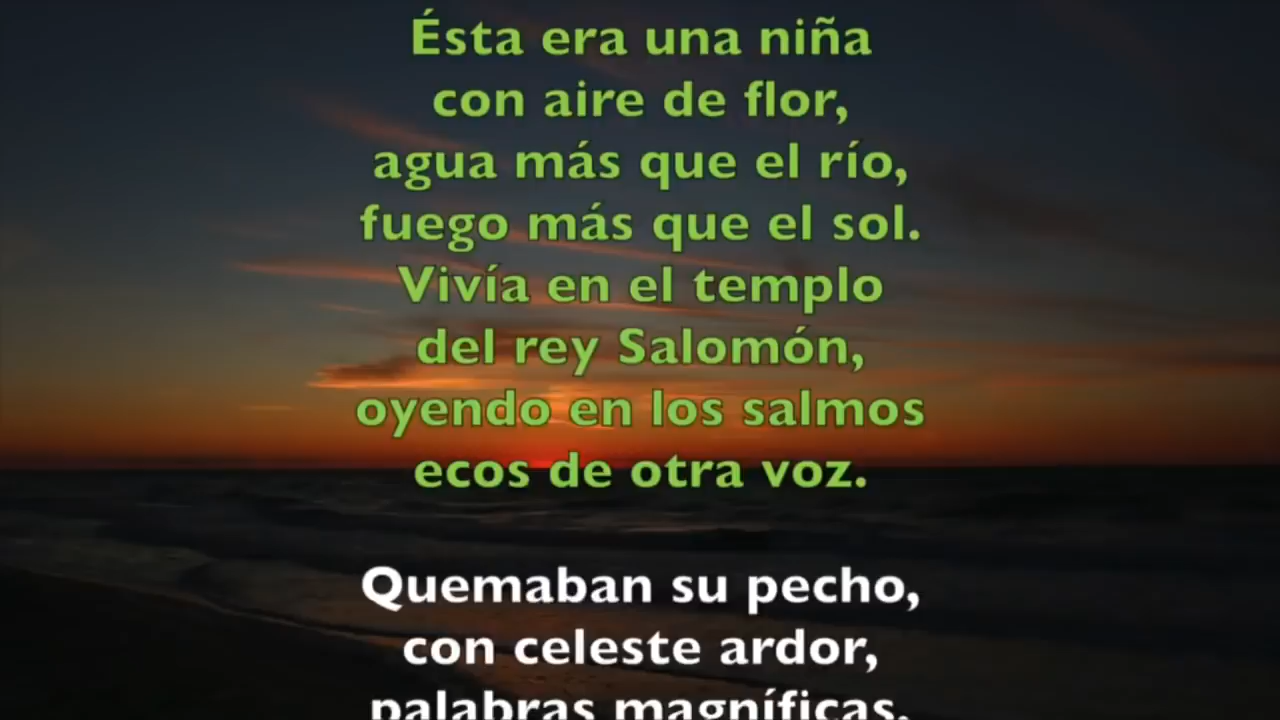 Ésta era una niña
con aire de flor,
agua más que el río,
fuego más que el sol.
Vivía en el templo
del rey Salomón,
oyendo en los salmos
ecos de otra voz.
Quemaban su pecho,
con celeste ardor,
palabras magníficas,